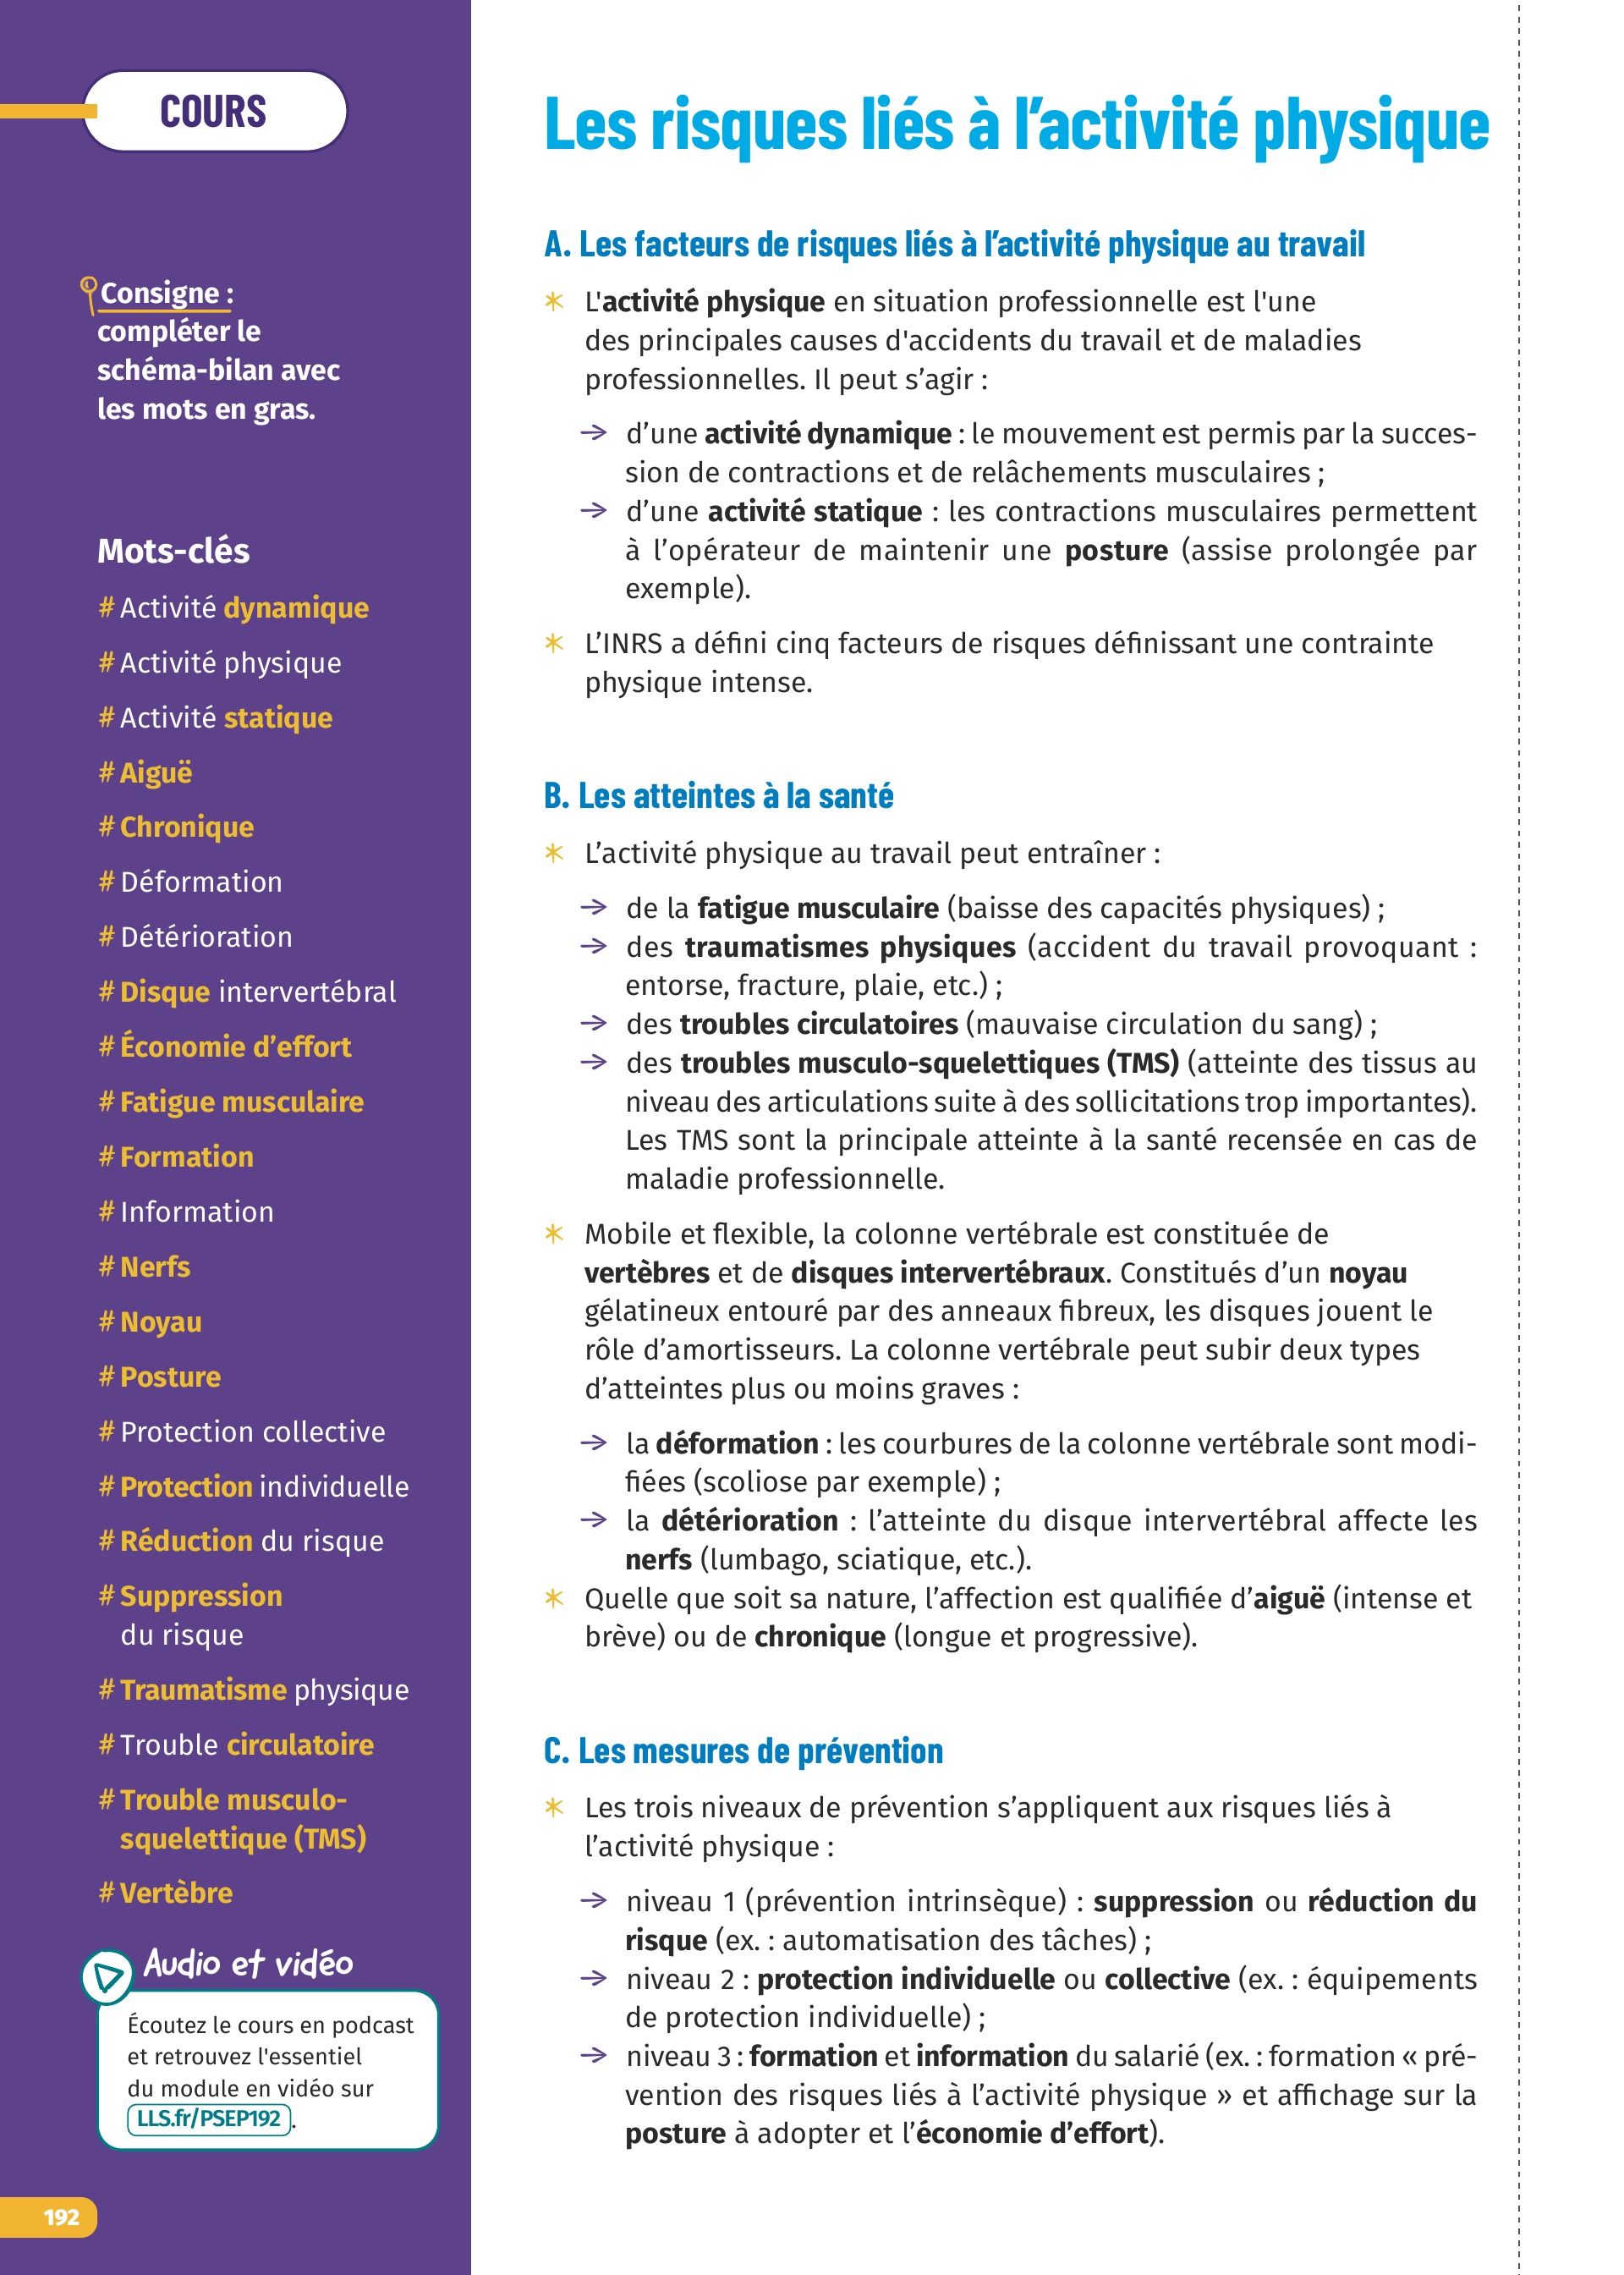 COURS
Consigne :
compléter le
schéma-bilan avec
les mots en gras.
Mots-clés
# Activité dynamique
# Activité physique
# Activité statique
# Aiguë
# Chronique
# Déformation
# Détérioration
# Disque intervertébral
# Économie d’effort
# Fatigue musculaire
# Formation
# Information
# Nerfs
# Noyau
# Posture
# Protection collective
# Protection individuelle
# Réduction du risque
# Suppression
du risque
# Traumatisme physique
# Trouble circulatoire
# Trouble musculo-
squelettique (TMS)
# Vertèbre
Audio et vidéo
Écoutez le cours en podcast
et retrouvez l'essentiel
du module en vidéo sur
LLS.fr/PSEP192.
192
Les risques liés à l’activité physique
A. Les facteurs de risques liés à l’activité physique au travail
* L'activité physique en situation professionnelle est l'une
des principales causes d'accidents du travail et de maladies
professionnelles. Il peut s’agir :
→ d’une activité dynamique : le mouvement est permis par la succes-
sion de contractions et de relâchements musculaires ;
→ d’une activité statique : les contractions musculaires permettent
à l’opérateur de maintenir une posture (assise prolongée par
exemple).
* L’INRS a défini cinq facteurs de risques définissant une contrainte
physique intense.
B. Les atteintes à la santé
* L’activité physique au travail peut entraîner :
→ de la fatigue musculaire (baisse des capacités physiques) ;
→ des traumatismes physiques (accident du travail provoquant :
entorse, fracture, plaie, etc.) ;
→ des troubles circulatoires (mauvaise circulation du sang) ;
→ des troubles musculo-squelettiques (TMS) (atteinte des tissus au
niveau des articulations suite à des sollicitations trop importantes).
Les TMS sont la principale atteinte à la santé recensée en cas de
maladie professionnelle.
* Mobile et flexible, la colonne vertébrale est constituée de
vertèbres et de disques intervertébraux. Constitués d’un noyau
gélatineux entouré par des anneaux fibreux, les disques jouent le
rôle d’amortisseurs. La colonne vertébrale peut subir deux types
d’atteintes plus ou moins graves :
→ la déformation : les courbures de la colonne vertébrale sont modi-
fiées (scoliose par exemple) ;
→ la détérioration : l’atteinte du disque intervertébral affecte les
nerfs (lumbago, sciatique, etc.).
* Quelle que soit sa nature, l’affection est qualifiée d’aiguë (intense et
brève) ou de chronique (longue et progressive).
C. Les mesures de prévention
* Les trois niveaux de prévention s’appliquent aux risques liés à
l’activité physique :
→ niveau 1 (prévention intrinsèque) : suppression ou réduction du
risque (ex. : automatisation des tâches) ;
→ niveau 2 : protection individuelle ou collective (ex. : équipements
de protection individuelle) ;
→ niveau 3 : formation et information du salarié (ex. : formation « pré-
vention des risques liés à l’activité physique » et affichage sur la
posture à adopter et l’économie d’effort).